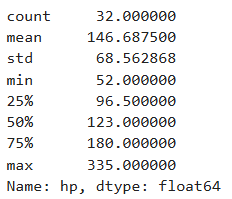 count     32.000000
mean     146.687500
std       68.562868
min       52.000000
25%       96.500000
50%      123.000000
75%      180.000000
max      335.000000
Name: hp, dtype: float64